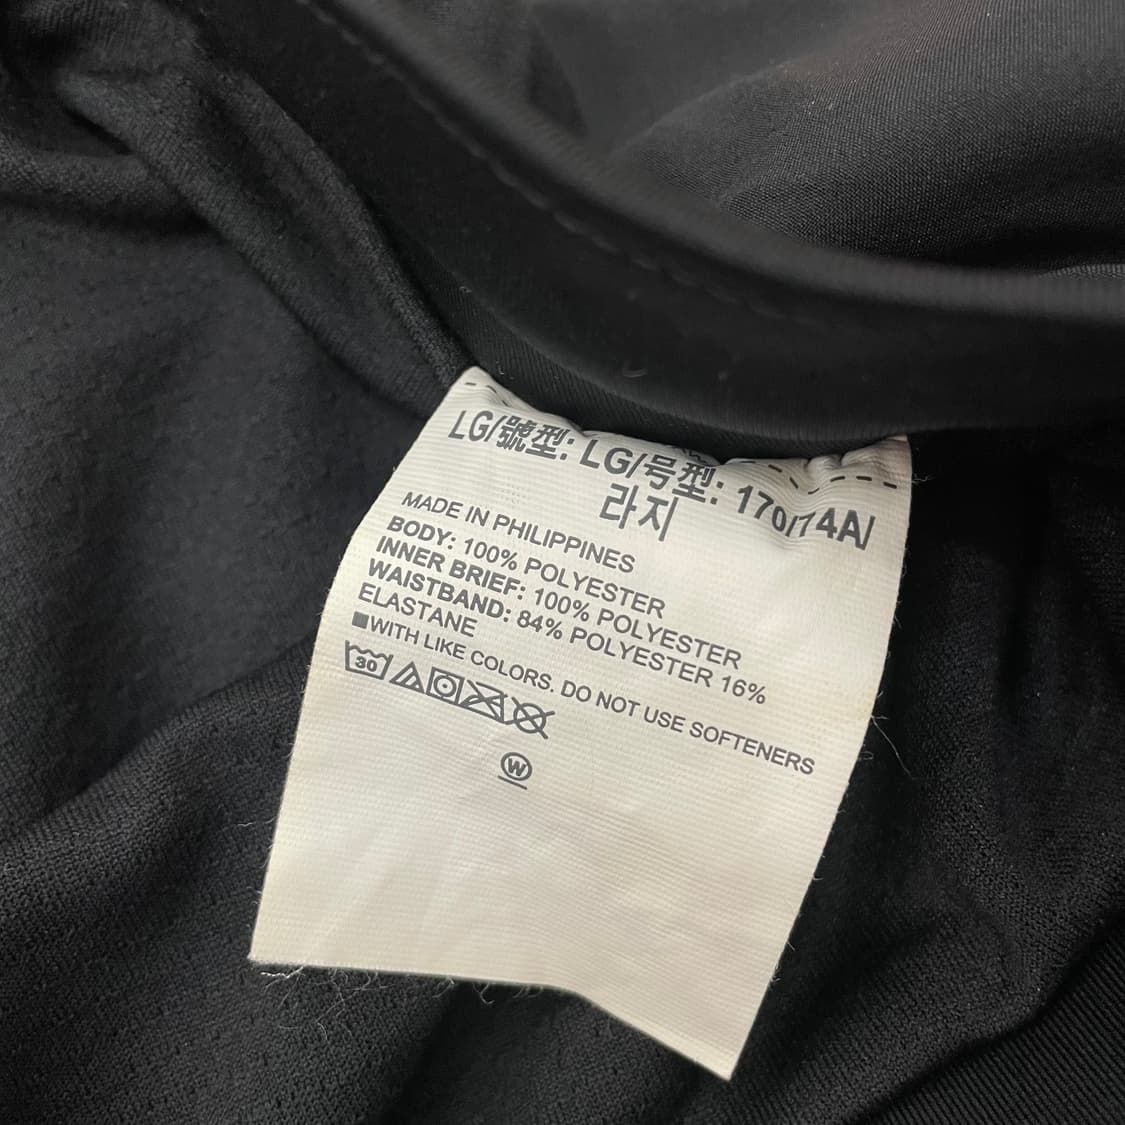 LG/號型: LG/号型: 170/74A/
라지
MADE IN PHILIPPINES
BODY: 100% POLYESTER
INNER BRIEF: 100% POLYESTER
WAISTBAND: 84% POLYESTER 16%
ELASTANE
■WITH LIKE COLORS. DO NOT USE SOFTENERS
30
W